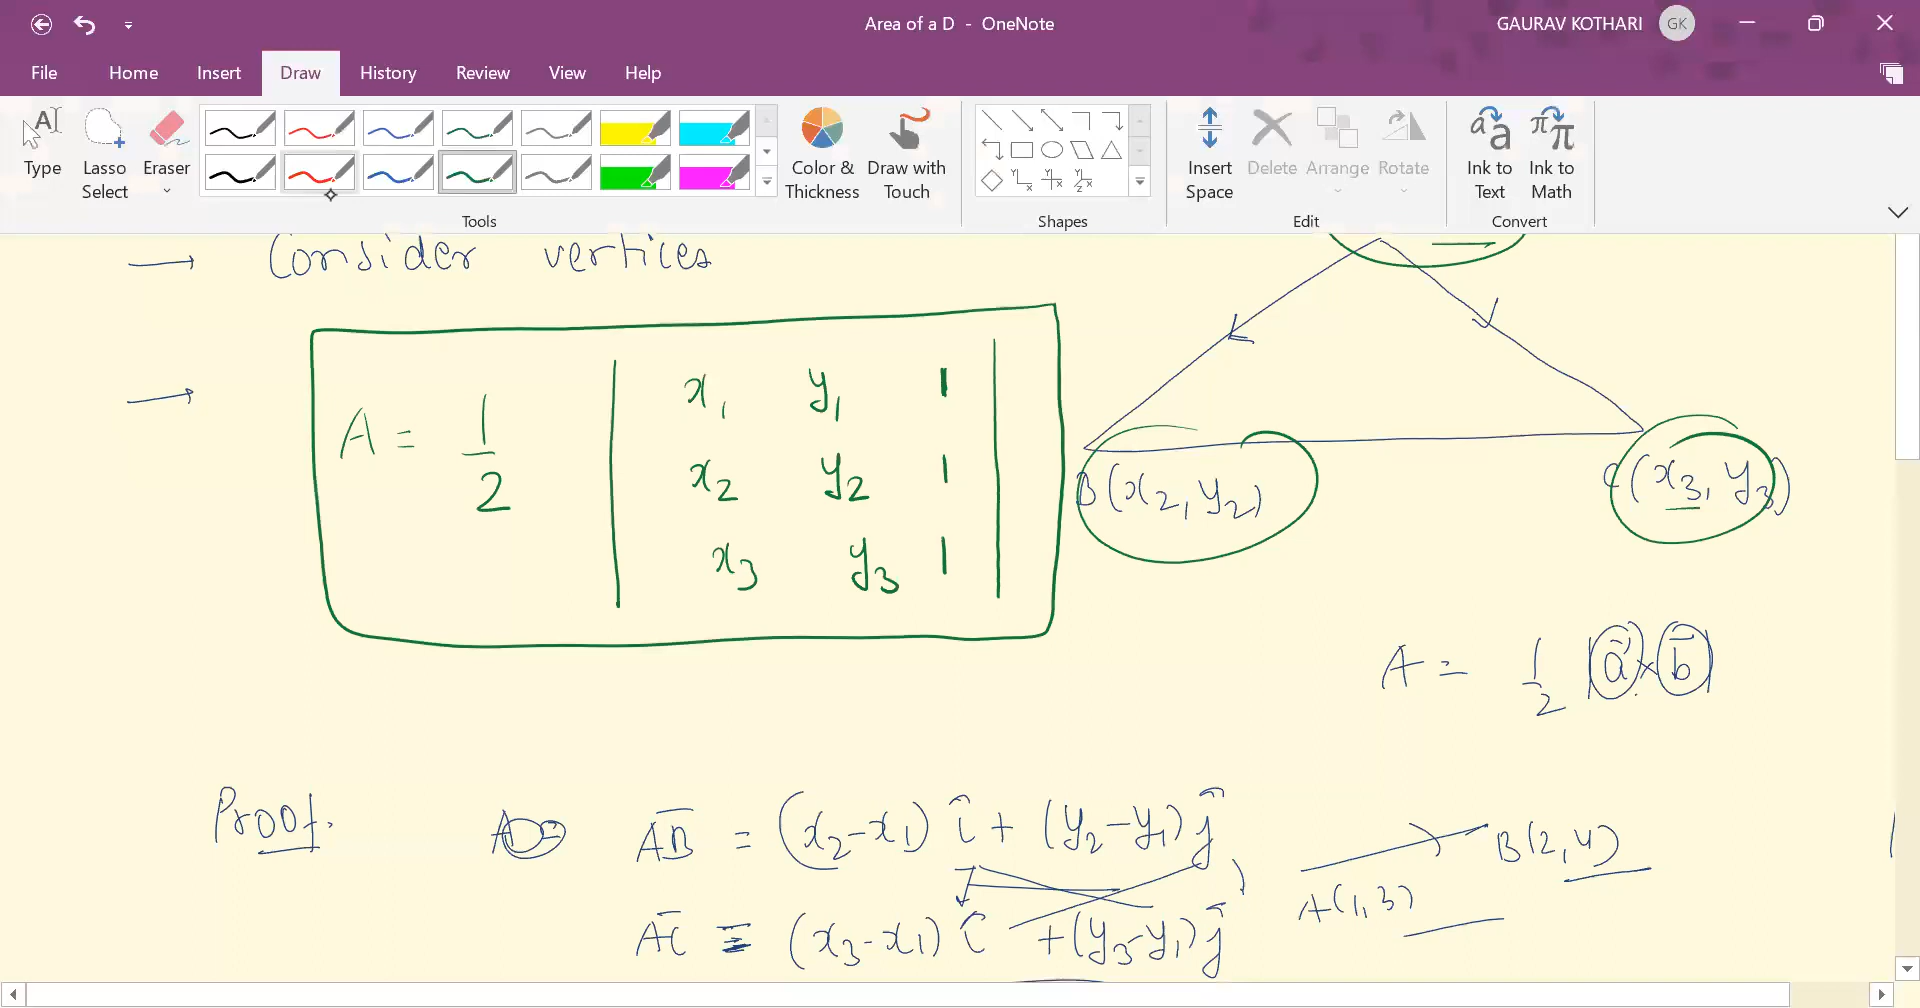 Area of a D - OneNote
GAURAV KOTHARI GK
File Home Insert Draw History Review View Help
Type
Lasso Select
Eraser
Color & Thickness
Draw with Touch
Insert Space
Delete
Arrange
Rotate
Ink to Text
Ink to Math
Tools
Shapes
Edit
Convert
→ Consider vertices
→ A = 1/2 | x₁ y₁ 1
x₂ y₂ 1
x₃ y₃ 1 |
B(x₂, y₂)
C(x₃, y₃)
A = 1/2 |a̅ × b̅|
Proof.
A̅B̅ = (x₂-x₁) î + (y₂-y₁) ĵ
B(2,4)
A(1,3)
A̅C̅ = (x₃-x₁) î + (y₃-y₁) ĵ